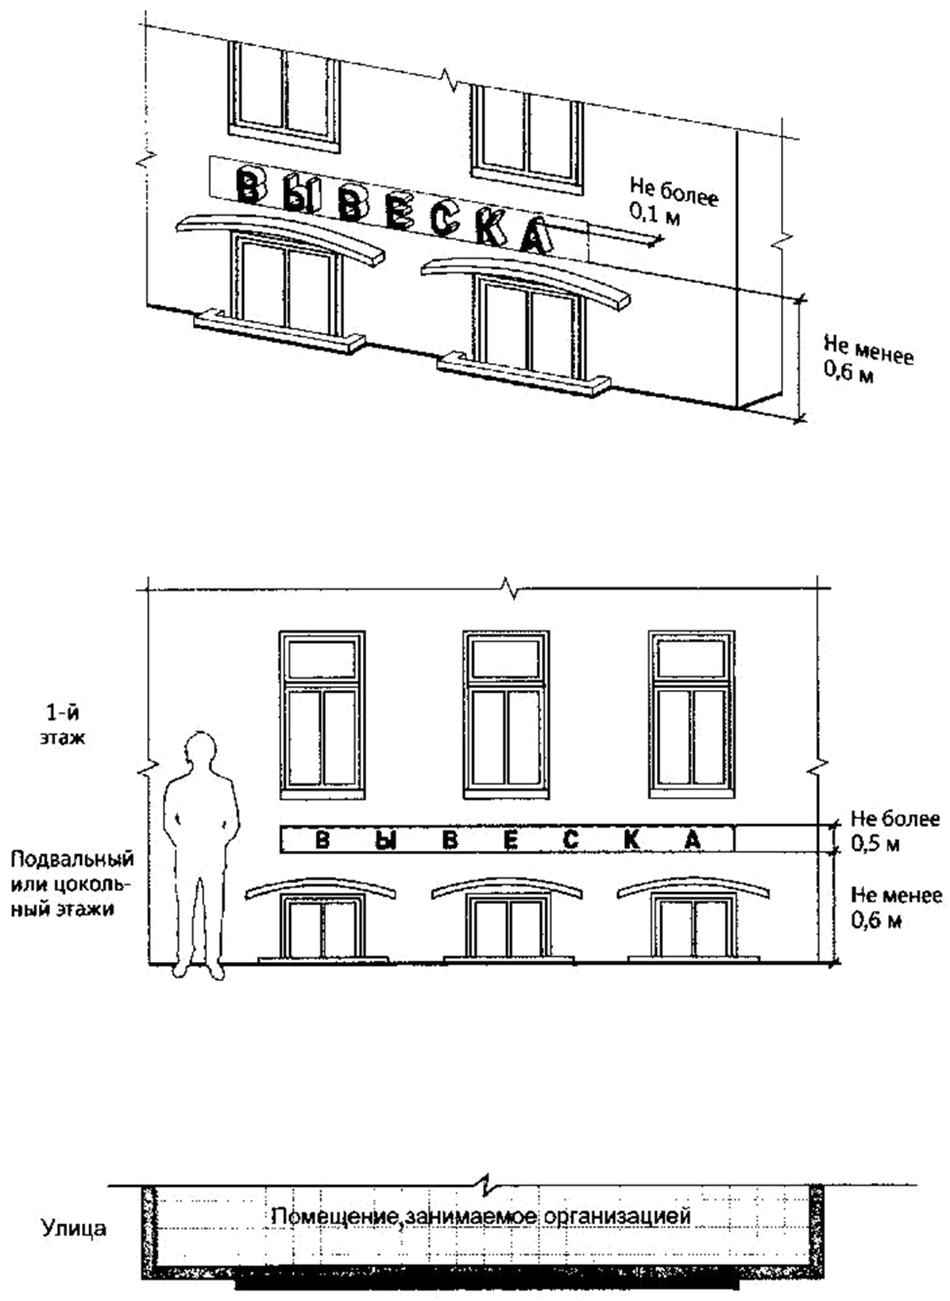 ВЫВЕСКА
Не более
0,1 м
Не менее
0,6 м
1-й
этаж
ВЫВЕСКА
Не более
0,5 м
Подвальный
или цоколь-
ный этажи
Не менее
0,6 м
Улица
Помещение,занимаемое организацией